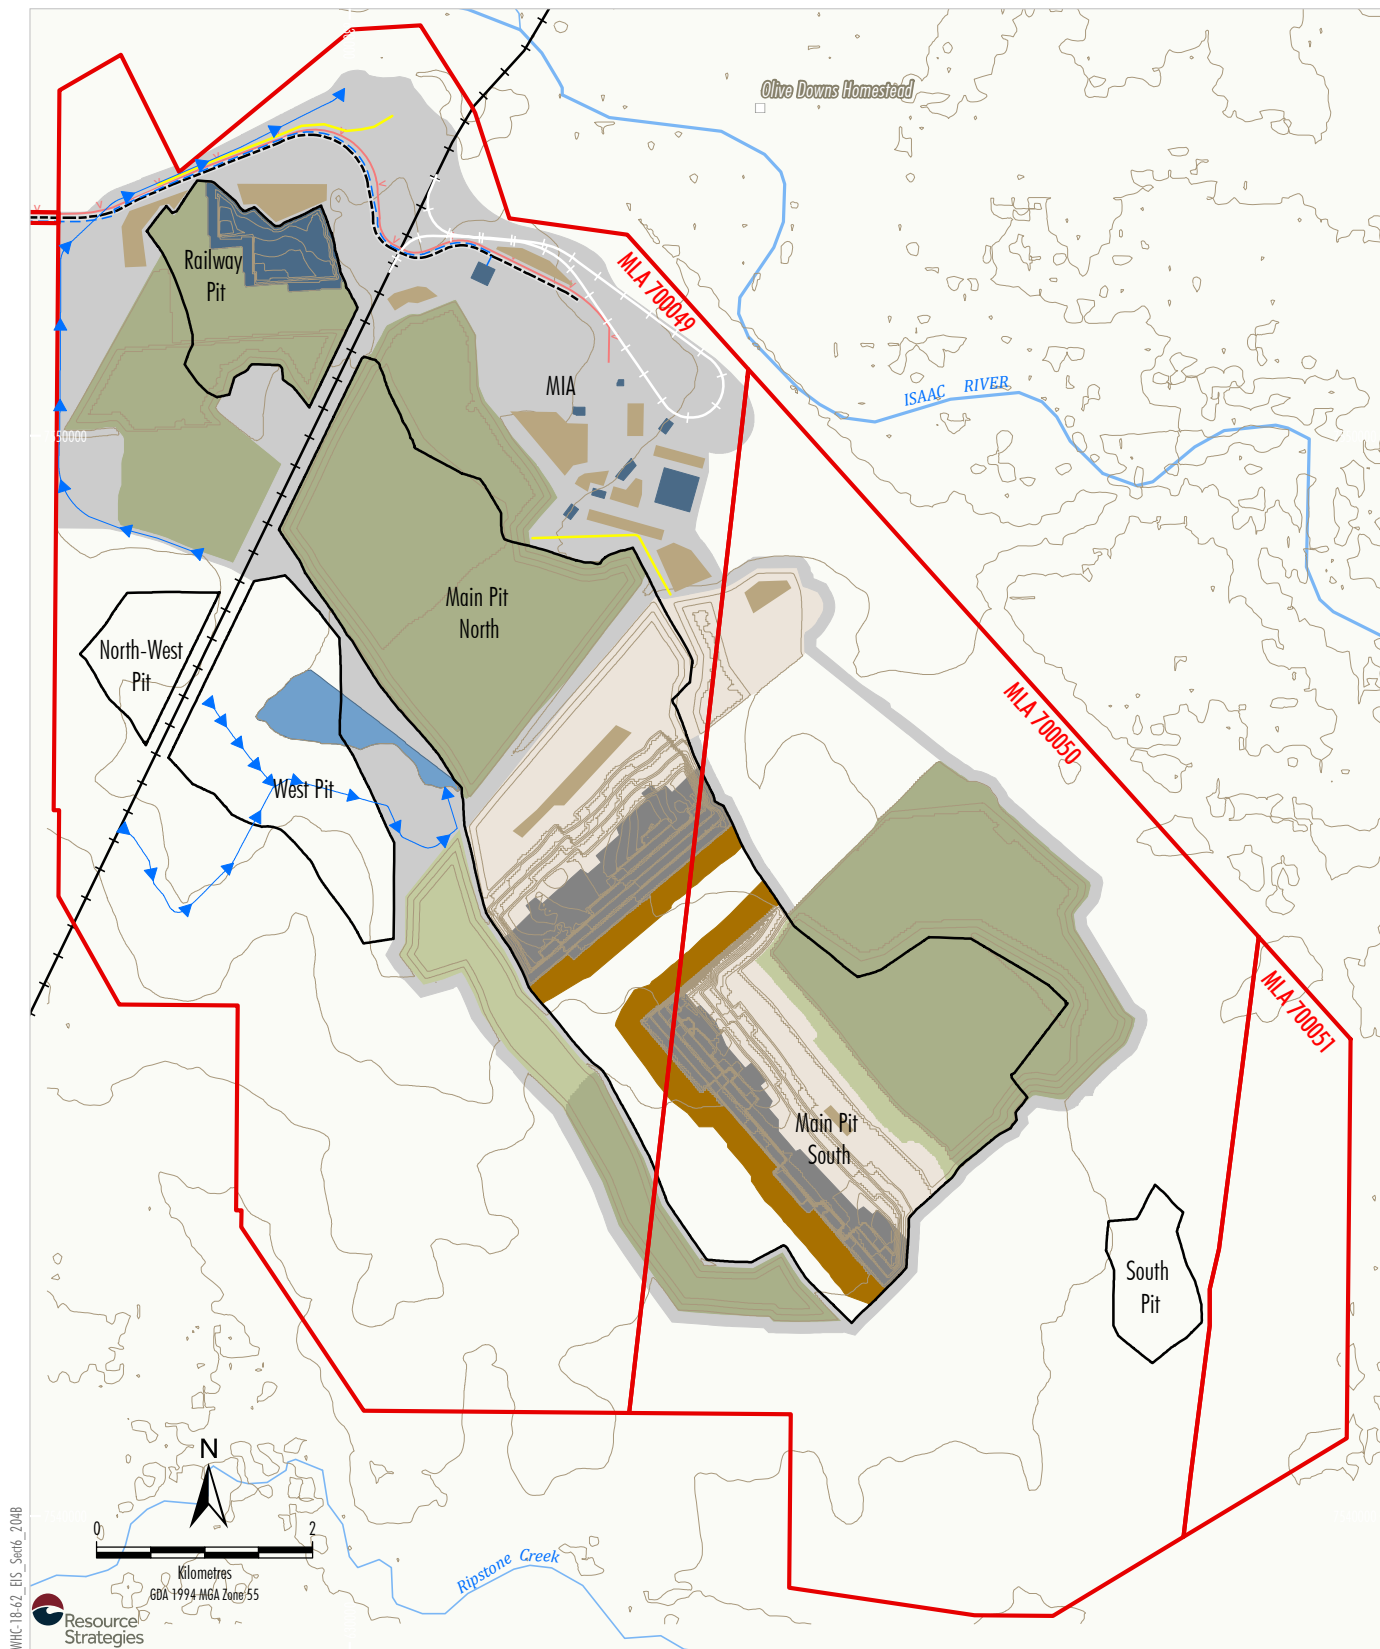 Olive Downs Homestead
Railway
Pit
MLA 700049
ISAAC RIVER
MIA
50000
Main Pit
North
North-West
Pit
MLA 700050
West Pit
MLA 700051
Main Pit
South
South
Pit
N
0 2
Kilometres
GDA 1994 MGA Zone 55
Ripstone Creek
Resource
Strategies
WHC-18-62_EIS_Sect6_204B